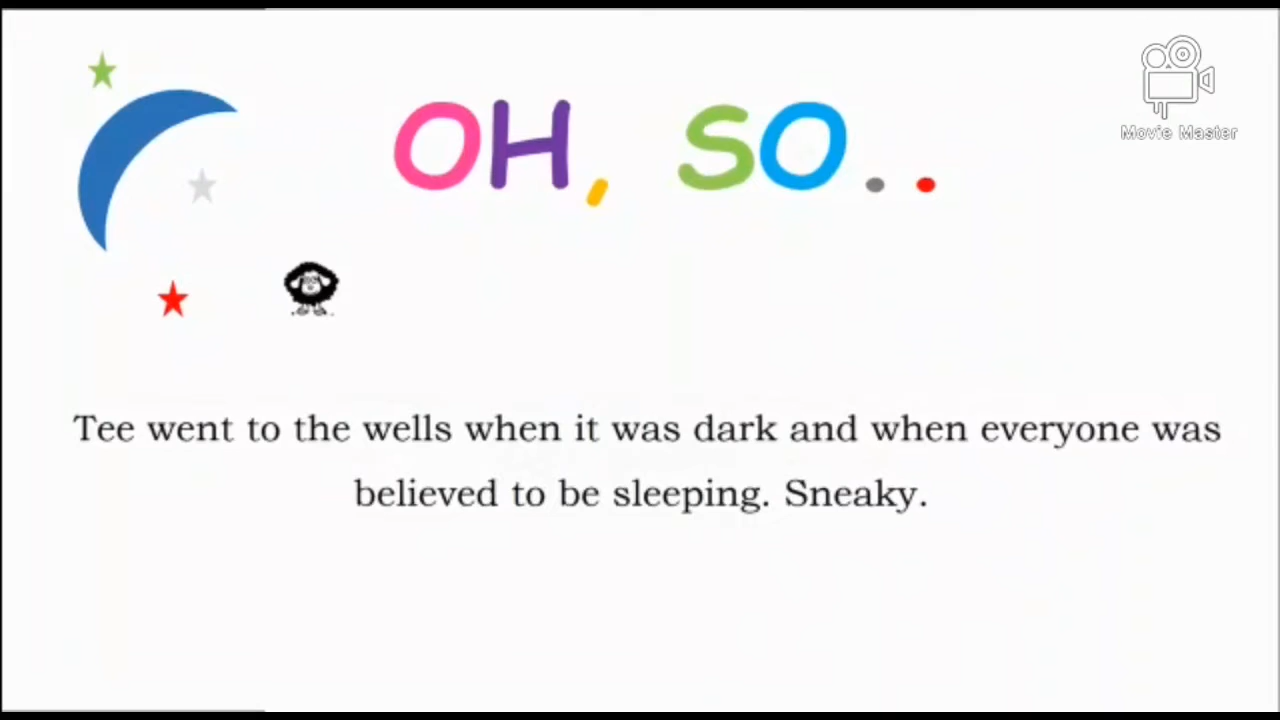 OH, SO..
Movie Master
Tee went to the wells when it was dark and when everyone was
believed to be sleeping. Sneaky.